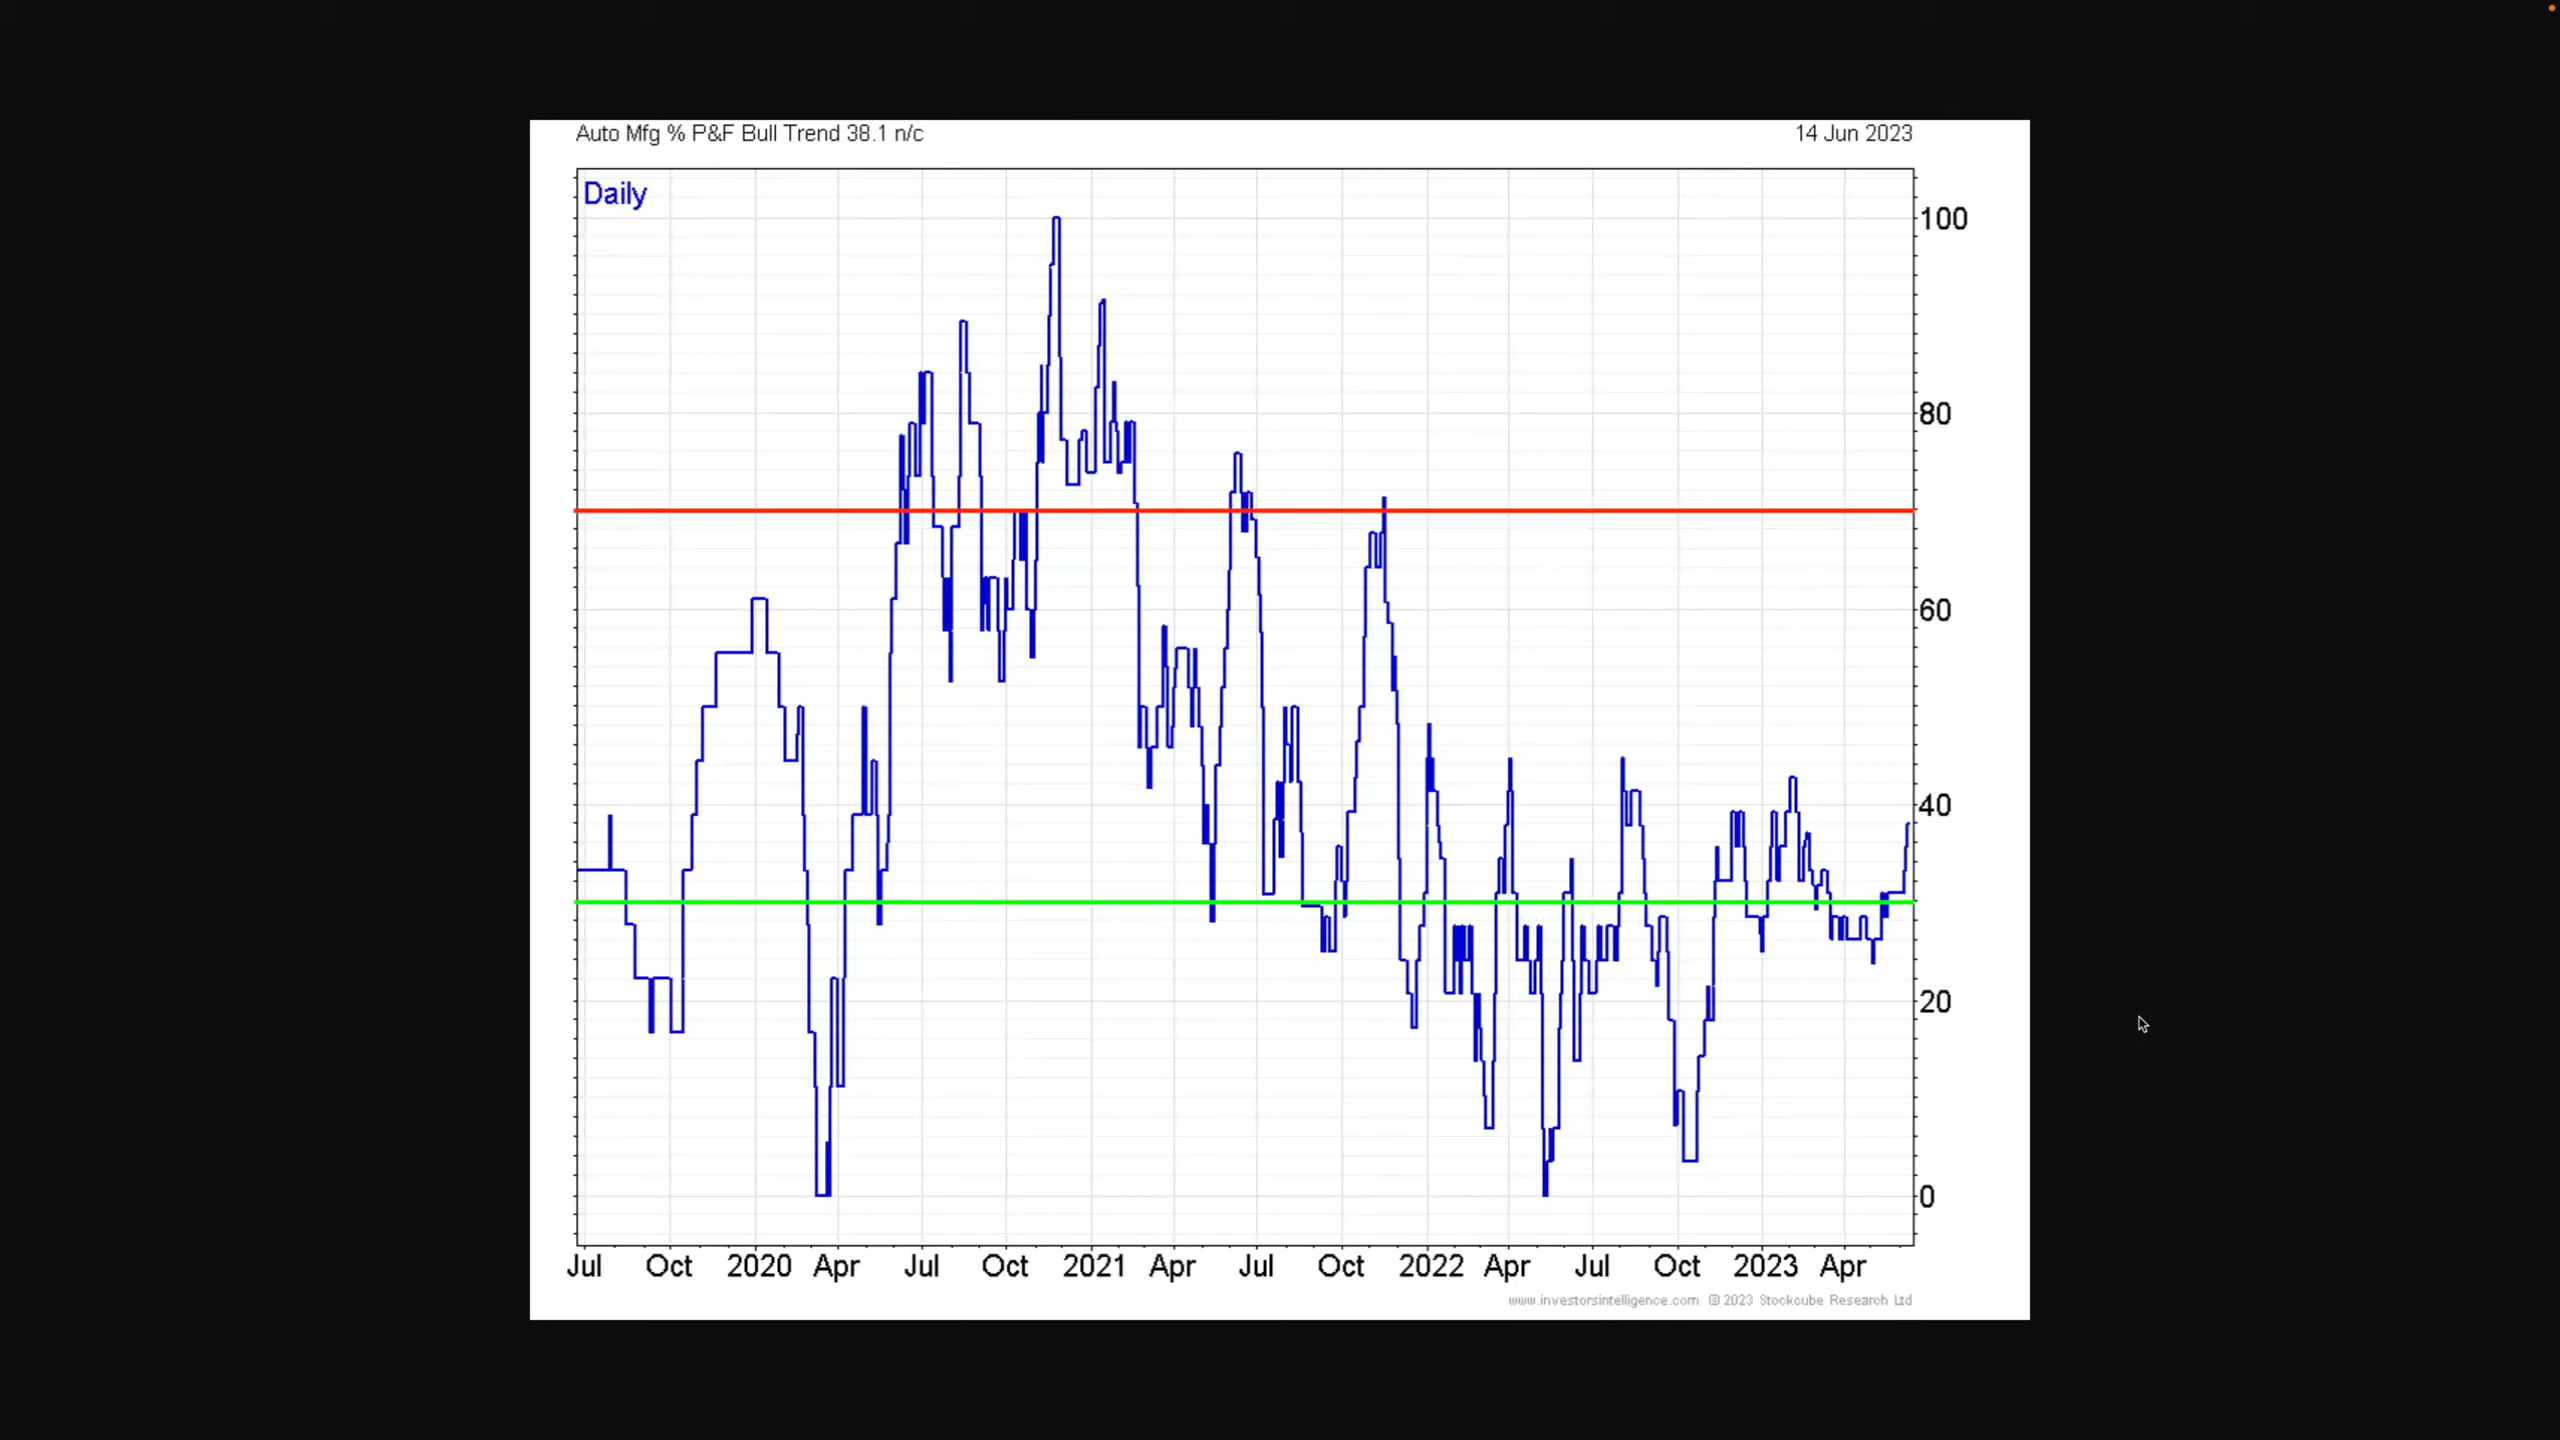 Auto Mfg % P&F Bull Trend 38.1 n/c 14 Jun 2023
Daily
100
80
60
40
20
0
Jul Oct 2020 Apr Jul Oct 2021 Apr Jul Oct 2022 Apr Jul Oct 2023 Apr
www.investorsintelligence.com © 2023 Stockcube Research Ltd